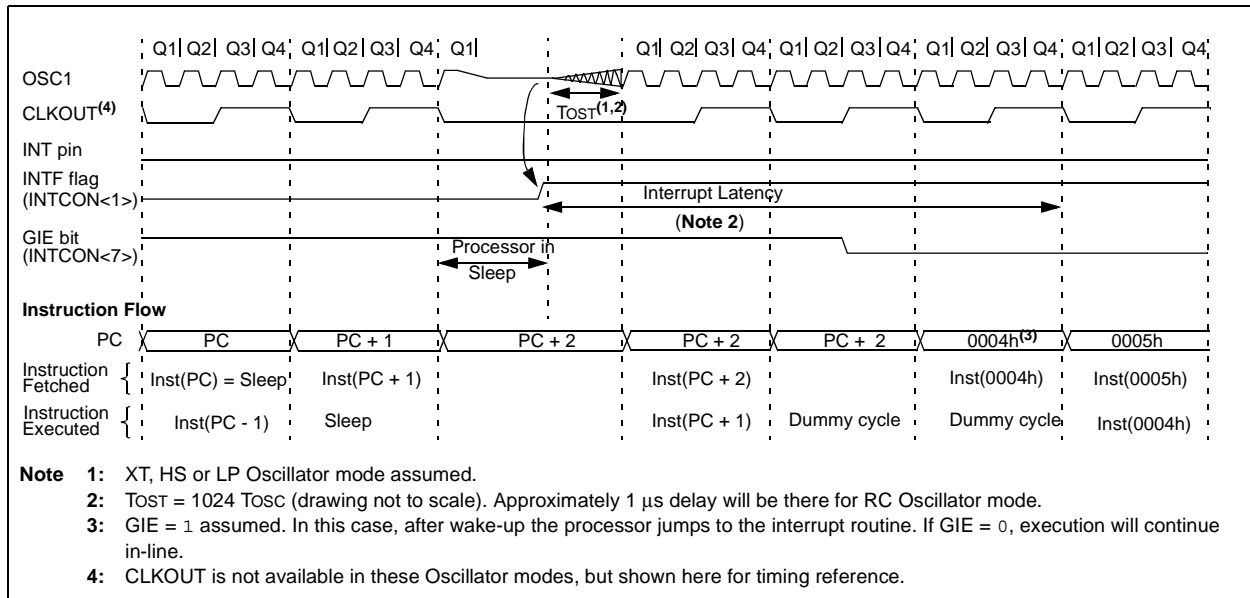 Q1 Q2 Q3 Q4 Q1 Q2 Q3 Q4 Q1 Q1 Q2 Q3 Q4 Q1 Q2 Q3 Q4 Q1 Q2 Q3 Q4 Q1 Q2 Q3 Q4
OSC1
CLKOUT(4)
TOST(1,2)
INT pin
INTF flag
(INTCON<1>)
Interrupt Latency
(Note 2)
GIE bit
(INTCON<7>)
Processor in
Sleep
Instruction Flow
PC PC PC + 1 PC + 2 PC + 2 PC + 2 0004h(3) 0005h
Instruction
Fetched { Inst(PC) = Sleep Inst(PC + 1) Inst(PC + 2) Inst(0004h) Inst(0005h)
Instruction
Executed { Inst(PC - 1) Sleep Inst(PC + 1) Dummy cycle Dummy cycle Inst(0004h)
Note 1: XT, HS or LP Oscillator mode assumed.
2: TOST = 1024 TOSC (drawing not to scale). Approximately 1 μs delay will be there for RC Oscillator mode.
3: GIE = 1 assumed. In this case, after wake-up the processor jumps to the interrupt routine. If GIE = 0, execution will continue
in-line.
4: CLKOUT is not available in these Oscillator modes, but shown here for timing reference.